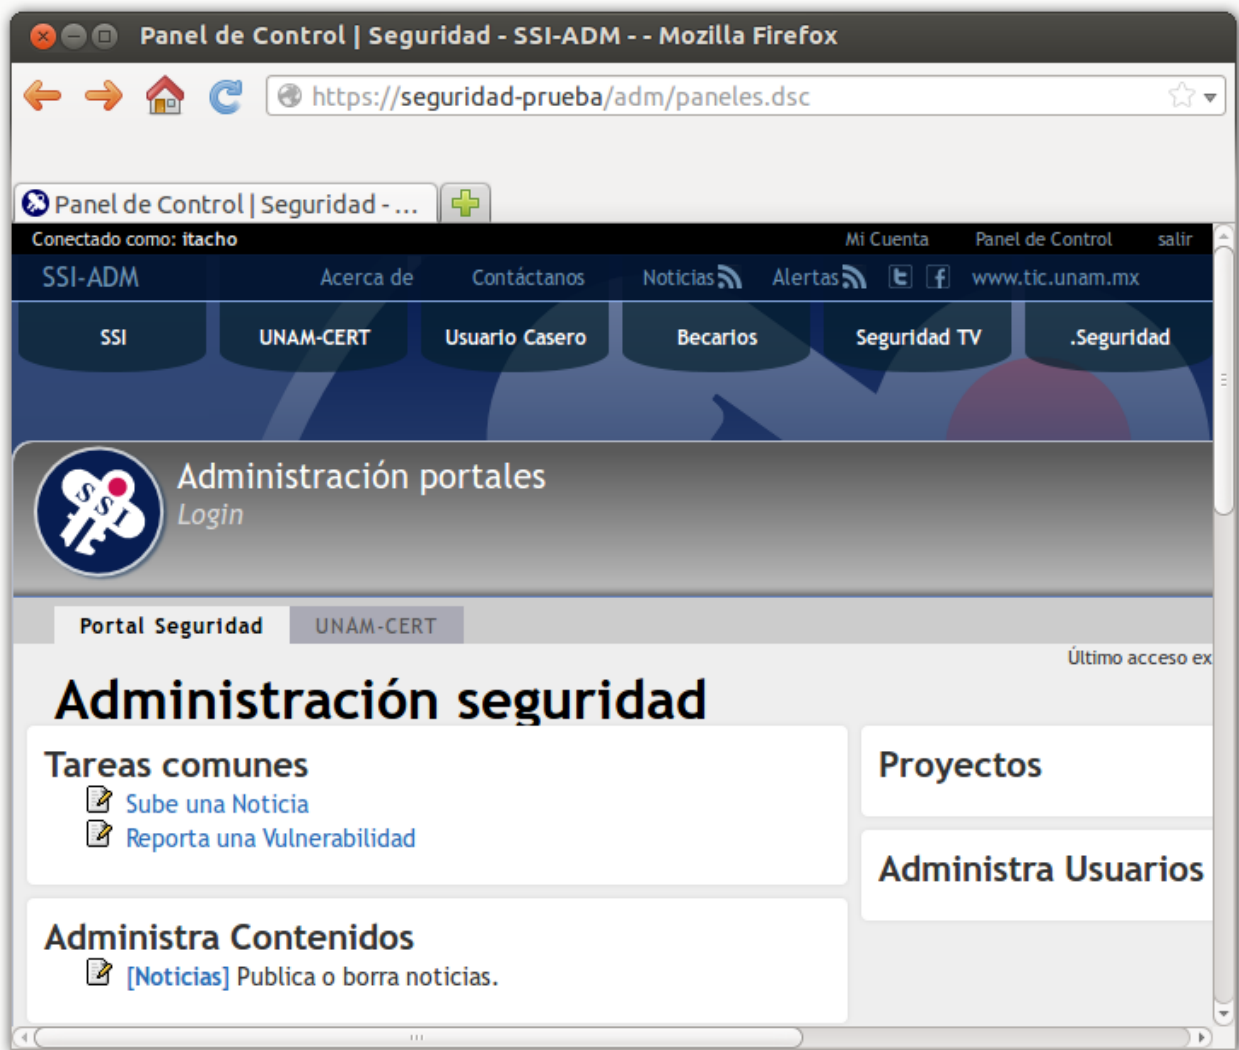 Panel de Control | Seguridad - SSI-ADM - - Mozilla Firefox
https://seguridad-prueba/adm/paneles.dsc
Panel de Control | Seguridad - ...
Conectado como: itacho Mi Cuenta Panel de Control salir
SSI-ADM Acerca de Contáctanos Noticias Alertas www.tic.unam.mx
SSI UNAM-CERT Usuario Casero Becarios Seguridad TV .Seguridad
SSI
Administración portales
Login
Portal Seguridad UNAM-CERT
Último acceso ex
Administración seguridad
Tareas comunes
Sube una Noticia
Reporta una Vulnerabilidad
Proyectos
Administra Usuarios
Administra Contenidos
[Noticias] Publica o borra noticias.